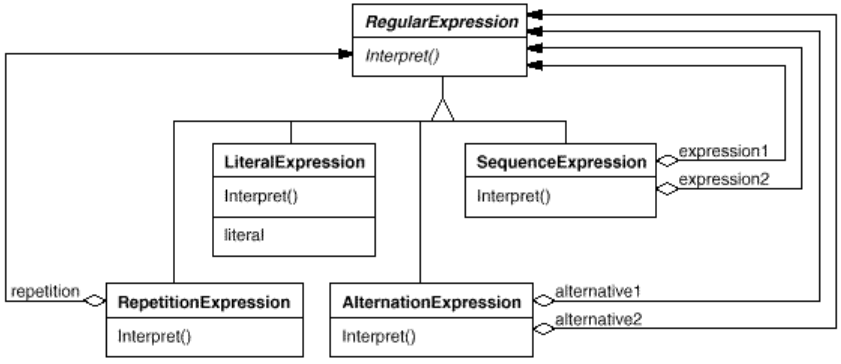 RegularExpression
Interpret()
LiteralExpression
Interpret()
literal
SequenceExpression
Interpret()
expression1
expression2
repetition
RepetitionExpression
Interpret()
AlternationExpression
Interpret()
alternative1
alternative2